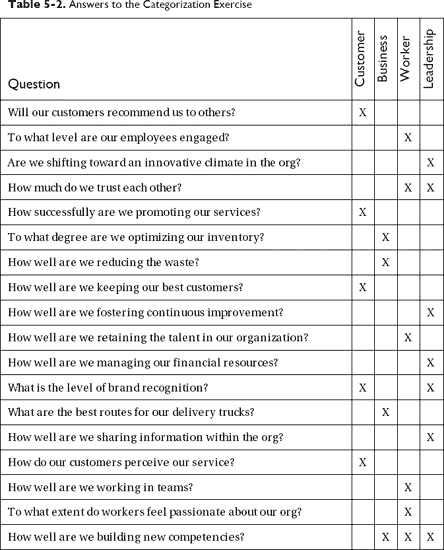 Table 5-2. Answers to the Categorization Exercise
Question Customer Business Worker Leadership
Will our customers recommend us to others? X
To what level are our employees engaged? X
Are we shifting toward an innovative climate in the org? X
How much do we trust each other? X X
How successfully are we promoting our services? X
To what degree are we optimizing our inventory? X
How well are we reducing the waste? X
How well are we keeping our best customers? X
How well are we fostering continuous improvement? X
How well are we retaining the talent in our organization? X
How well are we managing our financial resources? X
What is the level of brand recognition? X X
What are the best routes for our delivery trucks? X
How well are we sharing information within the org? X
How do our customers perceive our service? X
How well are we working in teams? X
To what extent do workers feel passionate about our org? X
How well are we building new competencies? X X X